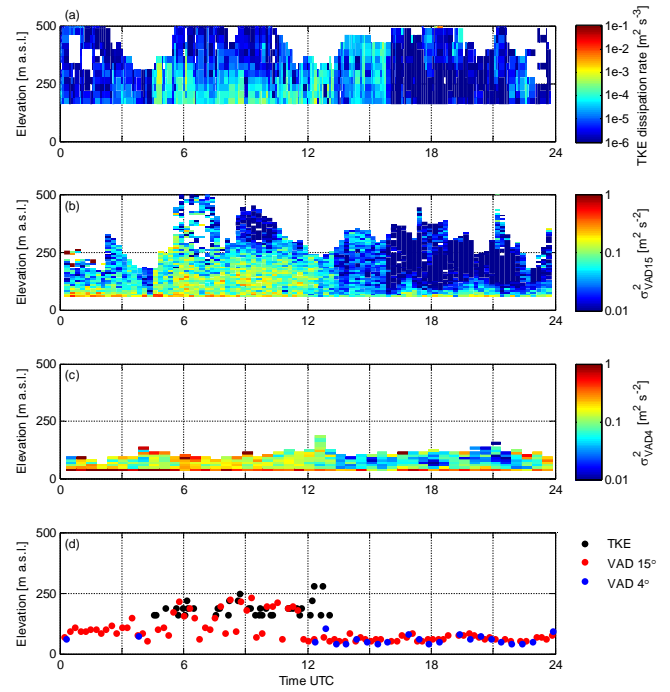 (a)
500
250
0
Elevation [m a.s.l.]
0 6 12 18 24
1e-1
1e-2
1e-3
1e-4
1e-5
1e-6
TKE dissipation rate [m² s⁻³]
(b)
500
250
0
Elevation [m a.s.l.]
0 6 12 18 24
1
0.1
0.01
σ²VAD15 [m² s⁻²]
(c)
500
250
0
Elevation [m a.s.l.]
0 6 12 18 24
1
0.1
0.01
σ²VAD4 [m² s⁻²]
(d)
500
250
0
Elevation [m a.s.l.]
0 6 12 18 24
Time UTC
TKE
VAD 15°
VAD 4°